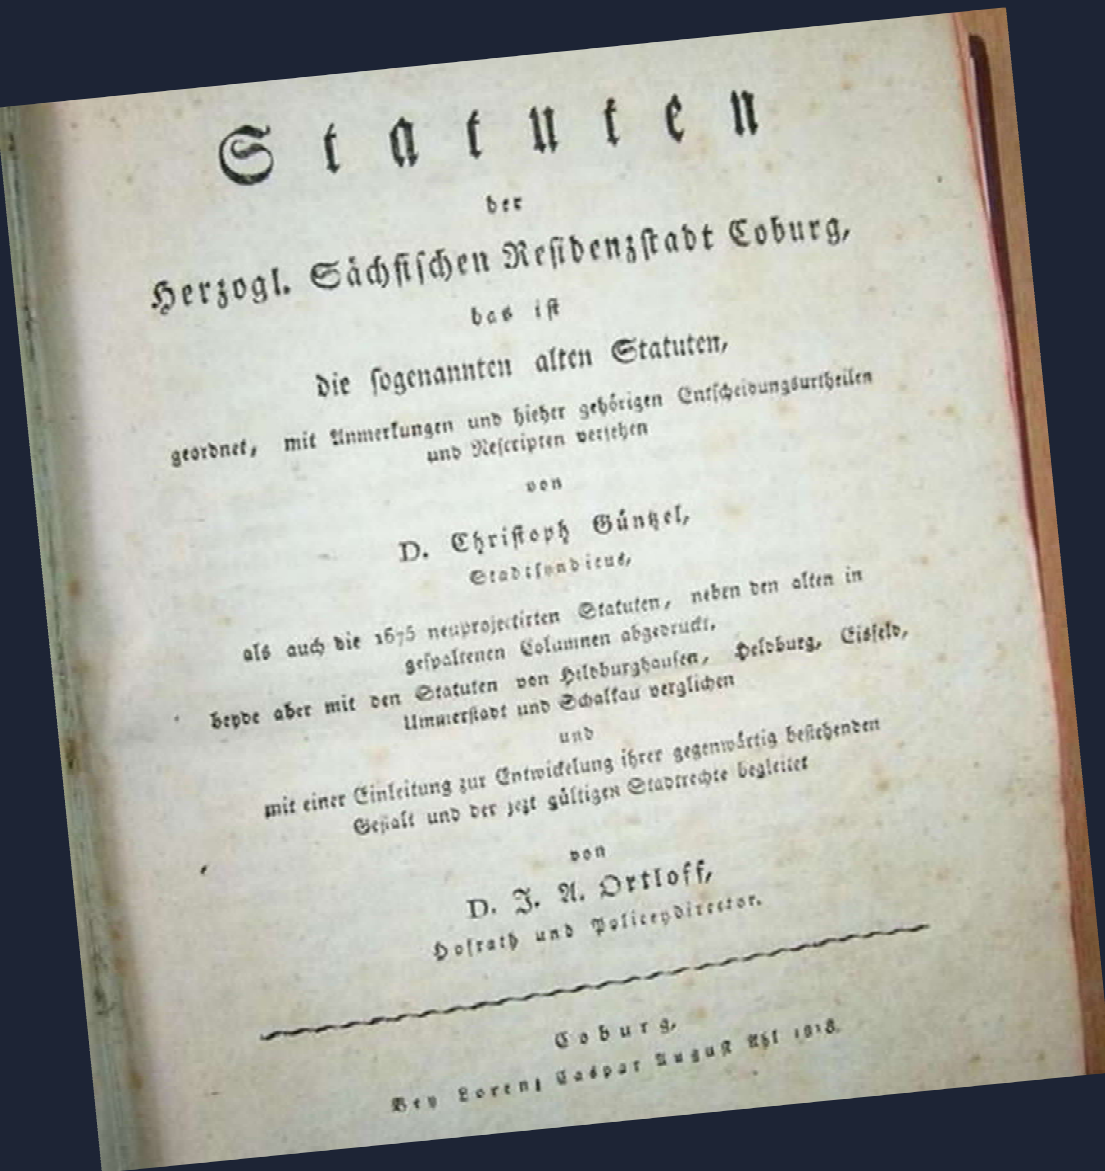 Statuten
der
Herzogl. Sächsischen Residenzstadt Coburg,
das ist
die sogenannten alten Statuten,
geordnet, mit Anmerkungen und hieher gehörigen Entscheidungsurtheilen
und Rescripten versehen
von
D. Christoph Güntzel,
Stadtsyndicus,
als auch die 1675 neuprojectirten Statuten, neben den alten in
gespaltenen Columnen abgedruckt,
beyde aber mit den Statuten von Hildburghausen, Heldburg, Eisfeld,
Ummerstadt und Schalkau verglichen
und
mit einer Einleitung zur Entwickelung ihrer gegenwärtig bestehenden
Gestalt und der jezt gültigen Stadtrechte begleitet
von
D. J. A. Ortloff,
Hofrath und Policeydirector.
Coburg,
Bey Lorenz Caspar August Ahl 1818.